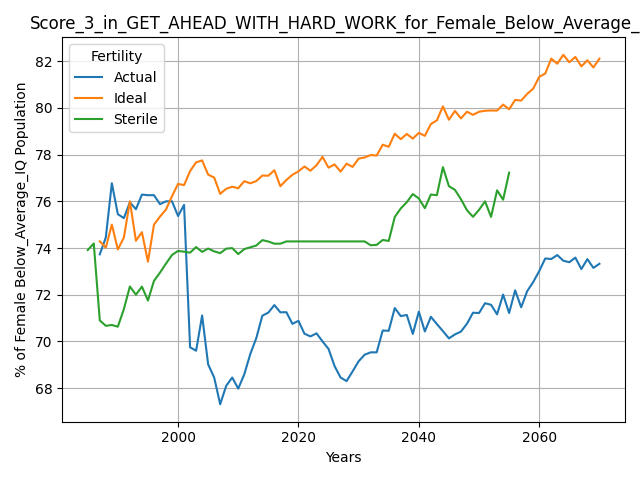 Score_3_in_GET_AHEAD_WITH_HARD_WORK_for_Female_Below_Average_
Fertility
Actual
Ideal
Sterile
% of Female Below_Average_IQ Population
82
80
78
76
74
72
70
68
2000
2020
2040
2060
Years